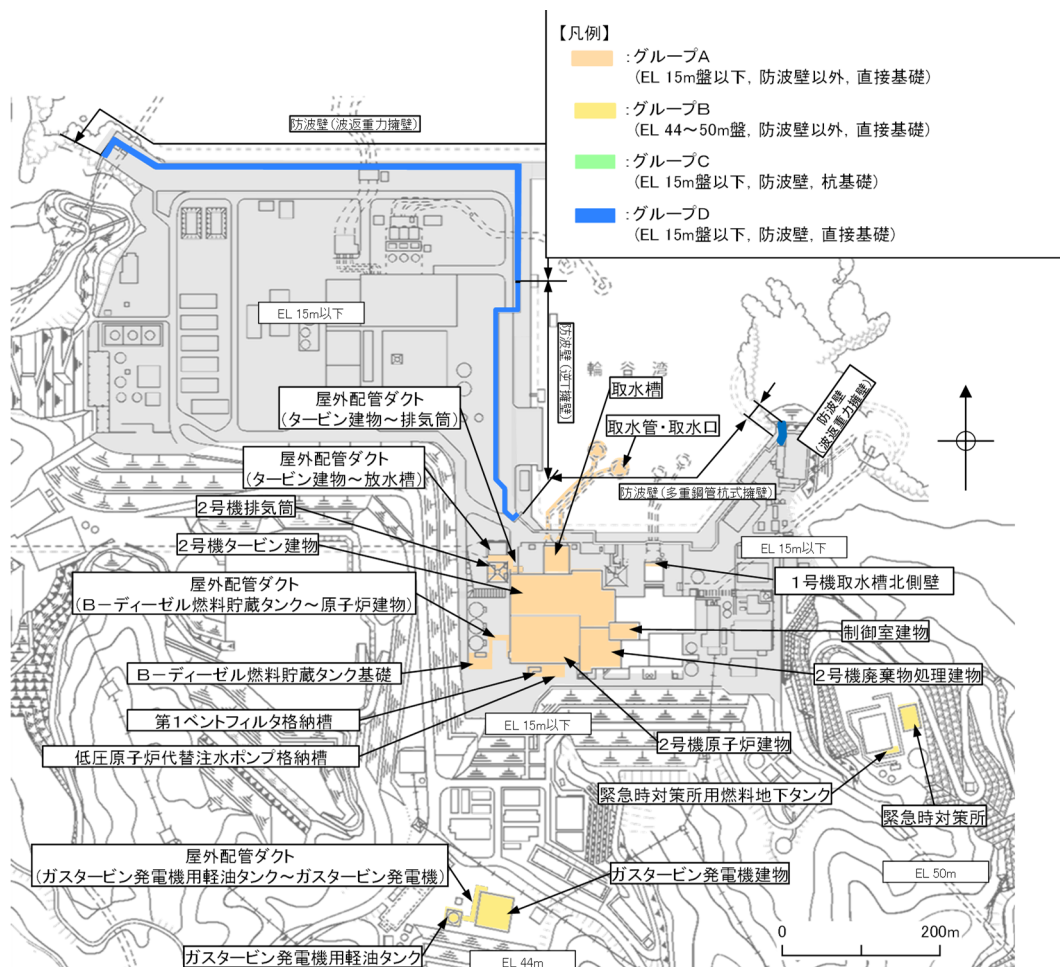 【凡例】
:グループA
(EL 15m盤以下, 防波壁以外, 直接基礎)
:グループB
(EL 44～50m盤, 防波壁以外, 直接基礎)
:グループC
(EL 15m盤以下, 防波壁, 杭基礎)
:グループD
(EL 15m盤以下, 防波壁, 直接基礎)
防波壁(波返重力擁壁)
EL 15m以下
防波壁(逆T擁壁)
輪谷湾
防波壁
(波返重力擁壁)
取水槽
屋外配管ダクト
(タービン建物～排気筒)
取水管・取水口
屋外配管ダクト
(タービン建物～放水槽)
防波壁(多重鋼管杭式擁壁)
2号機排気筒
2号機タービン建物
EL 15m以下
屋外配管ダクト
(B－ディーゼル燃料貯蔵タンク～原子炉建物)
1号機取水槽北側壁
制御室建物
B－ディーゼル燃料貯蔵タンク基礎
2号機廃棄物処理建物
第1ベントフィルタ格納槽
EL 15m以下
2号機原子炉建物
低圧原子炉代替注水ポンプ格納槽
緊急時対策所用燃料地下タンク
緊急時対策所
屋外配管ダクト
(ガスタービン発電機用軽油タンク～ガスタービン発電機)
ガスタービン発電機建物
EL 50m
ガスタービン発電機用軽油タンク
EL 44m
0 200m